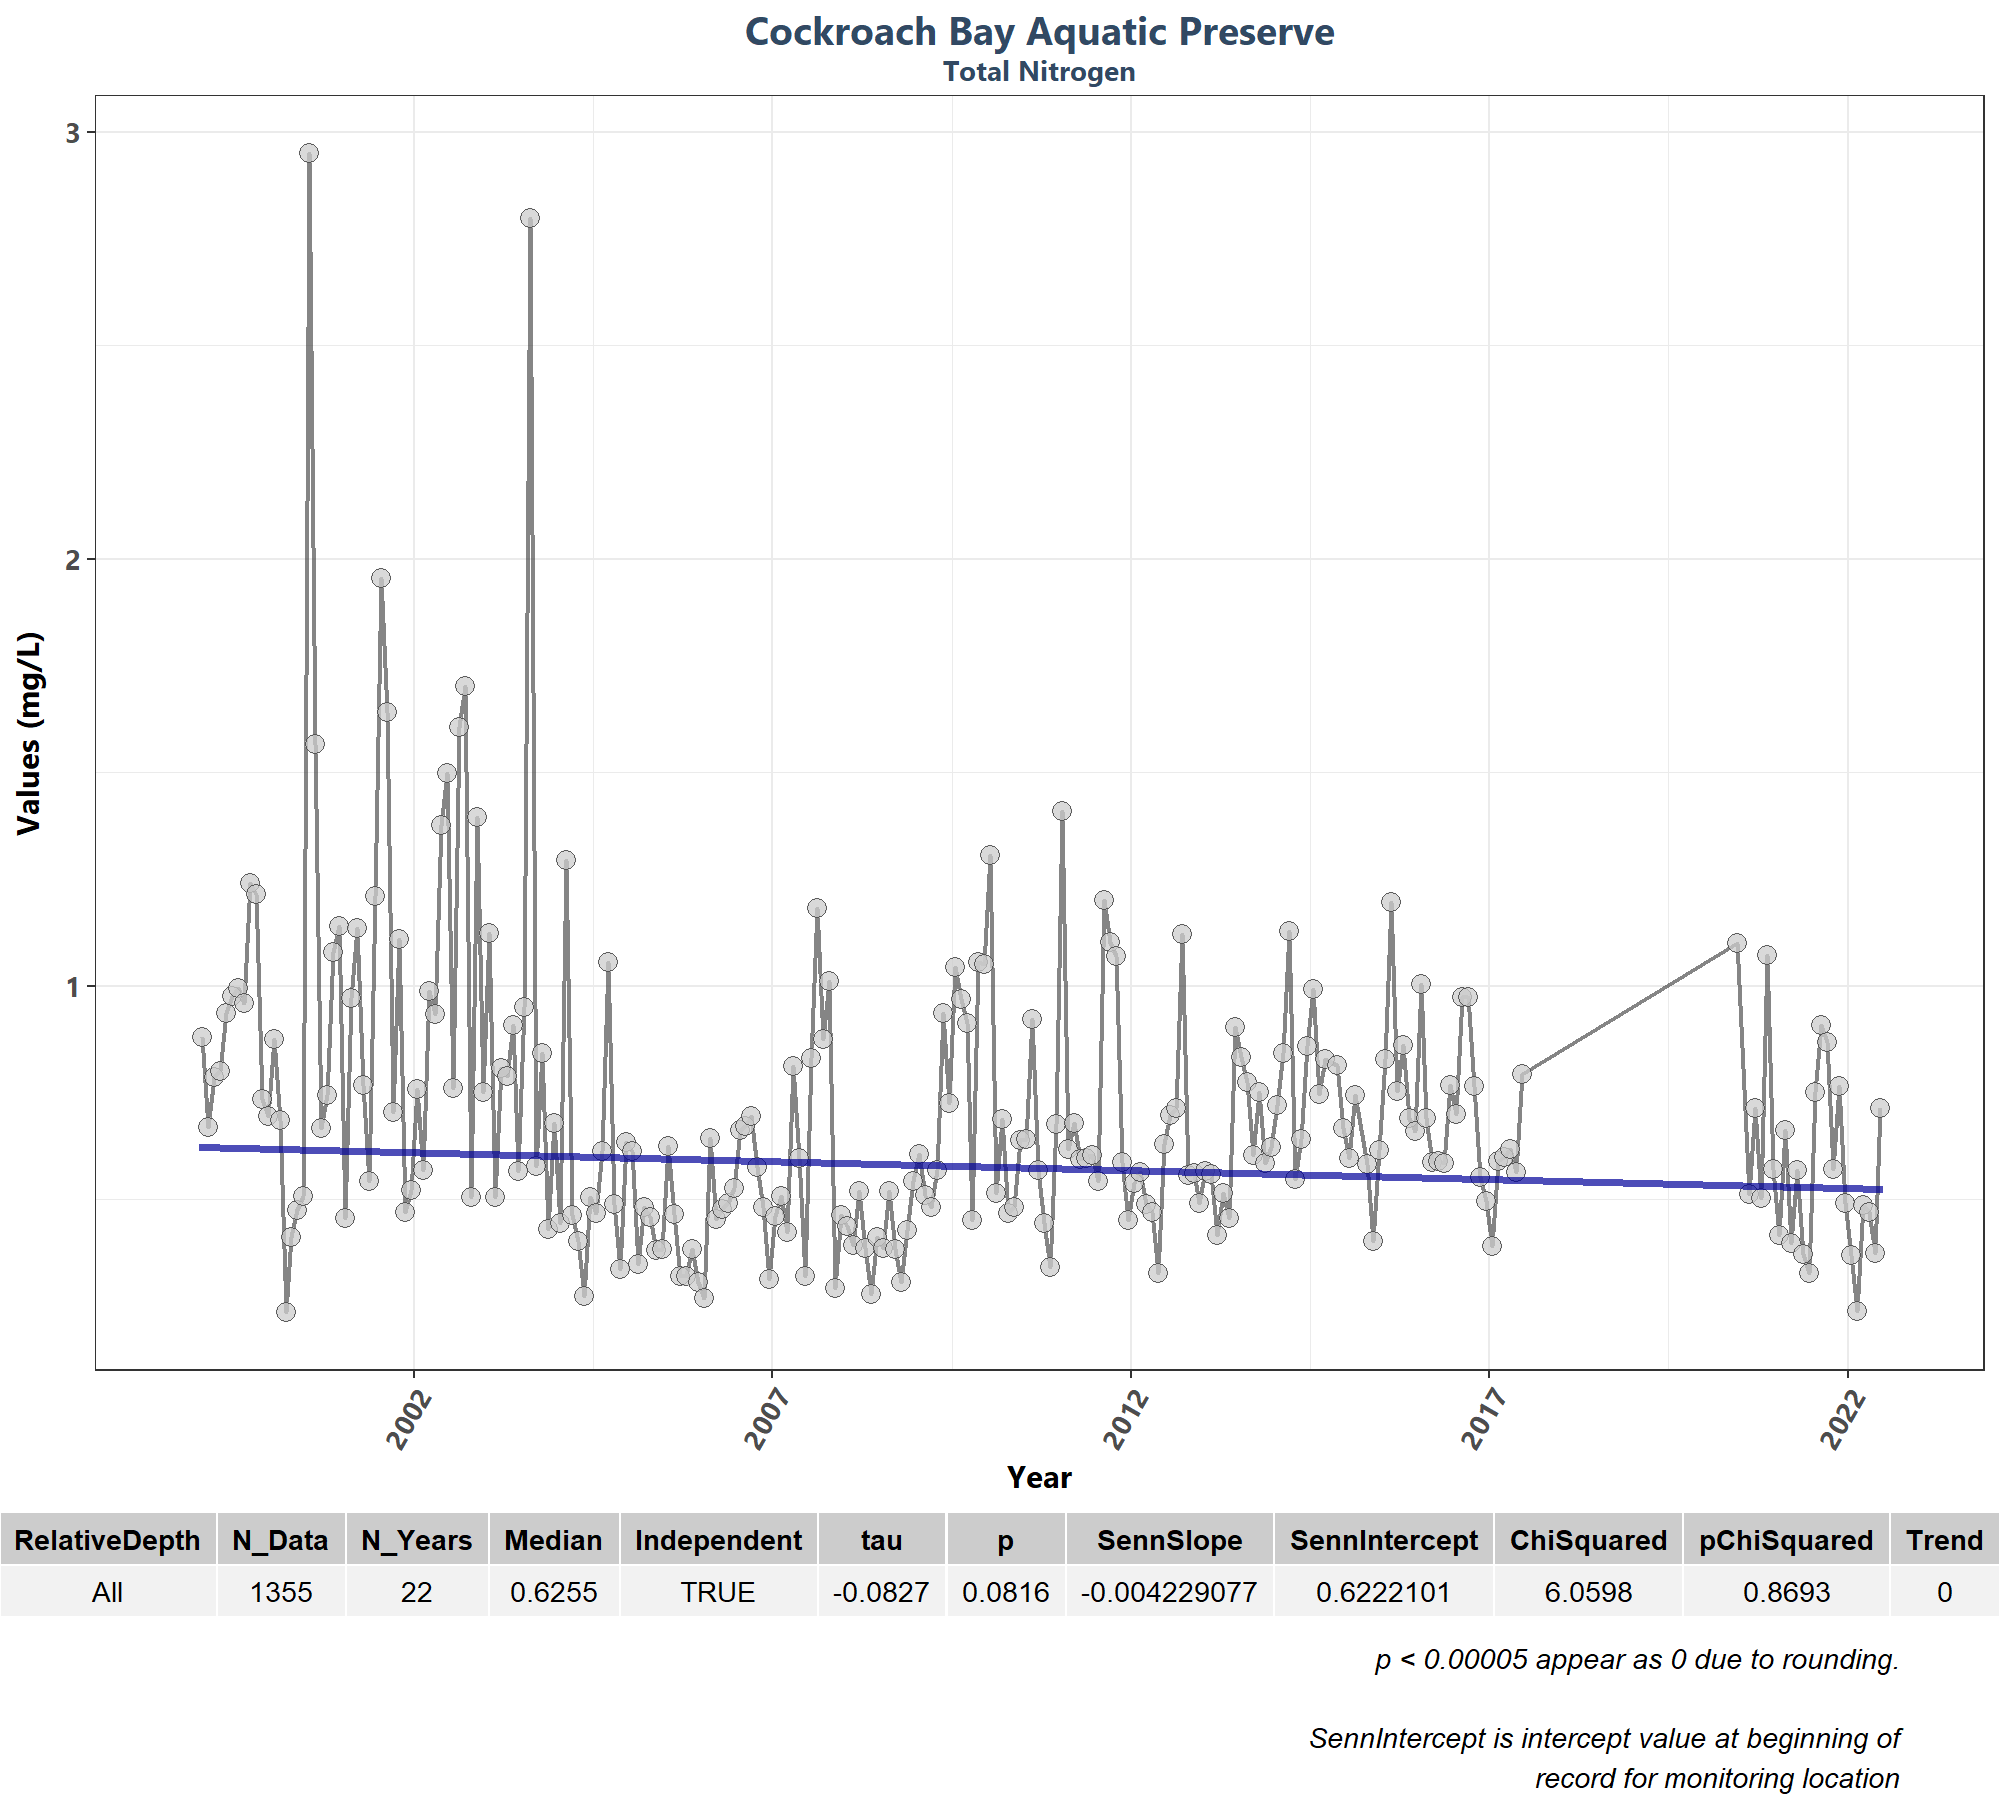 Cockroach Bay Aquatic Preserve
Total Nitrogen
3
2
1
Values (mg/L)
2002 2007 2012 2017 2022
Year
RelativeDepth N_Data N_Years Median Independent tau p SennSlope SennIntercept ChiSquared pChiSquared Trend
All 1355 22 0.6255 TRUE -0.0827 0.0816 -0.004229077 0.6222101 6.0598 0.8693 0
p < 0.00005 appear as 0 due to rounding.
SennIntercept is intercept value at beginning of
record for monitoring location